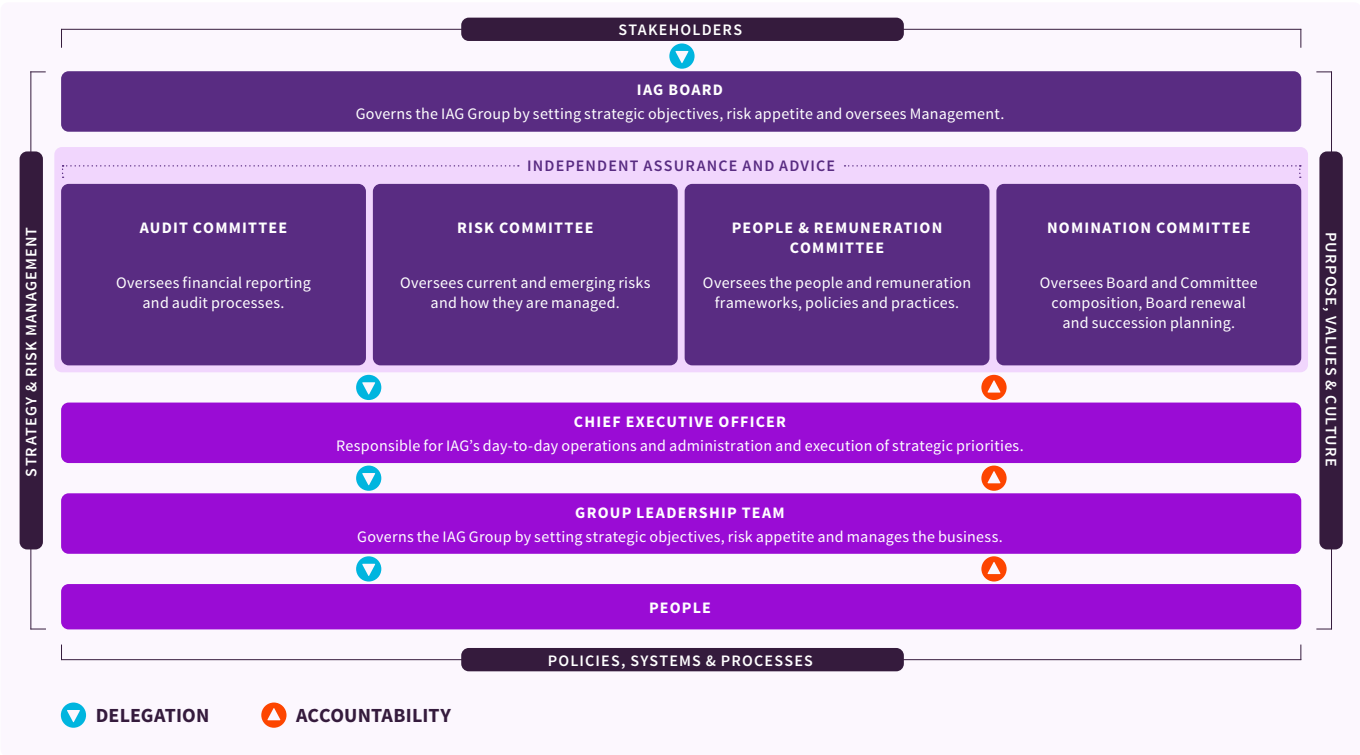 STAKEHOLDERS
IAG BOARD
Governs the IAG Group by setting strategic objectives, risk appetite and oversees Management.
INDEPENDENT ASSURANCE AND ADVICE
AUDIT COMMITTEE
Oversees financial reporting
and audit processes.
RISK COMMITTEE
Oversees current and emerging risks
and how they are managed.
PEOPLE & REMUNERATION
COMMITTEE
Oversees the people and remuneration
frameworks, policies and practices.
NOMINATION COMMITTEE
Oversees Board and Committee
composition, Board renewal
and succession planning.
STRATEGY & RISK MANAGEMENT
PURPOSE, VALUES & CULTURE
CHIEF EXECUTIVE OFFICER
Responsible for IAG’s day-to-day operations and administration and execution of strategic priorities.
GROUP LEADERSHIP TEAM
Governs the IAG Group by setting strategic objectives, risk appetite and manages the business.
PEOPLE
POLICIES, SYSTEMS & PROCESSES
DELEGATION
ACCOUNTABILITY